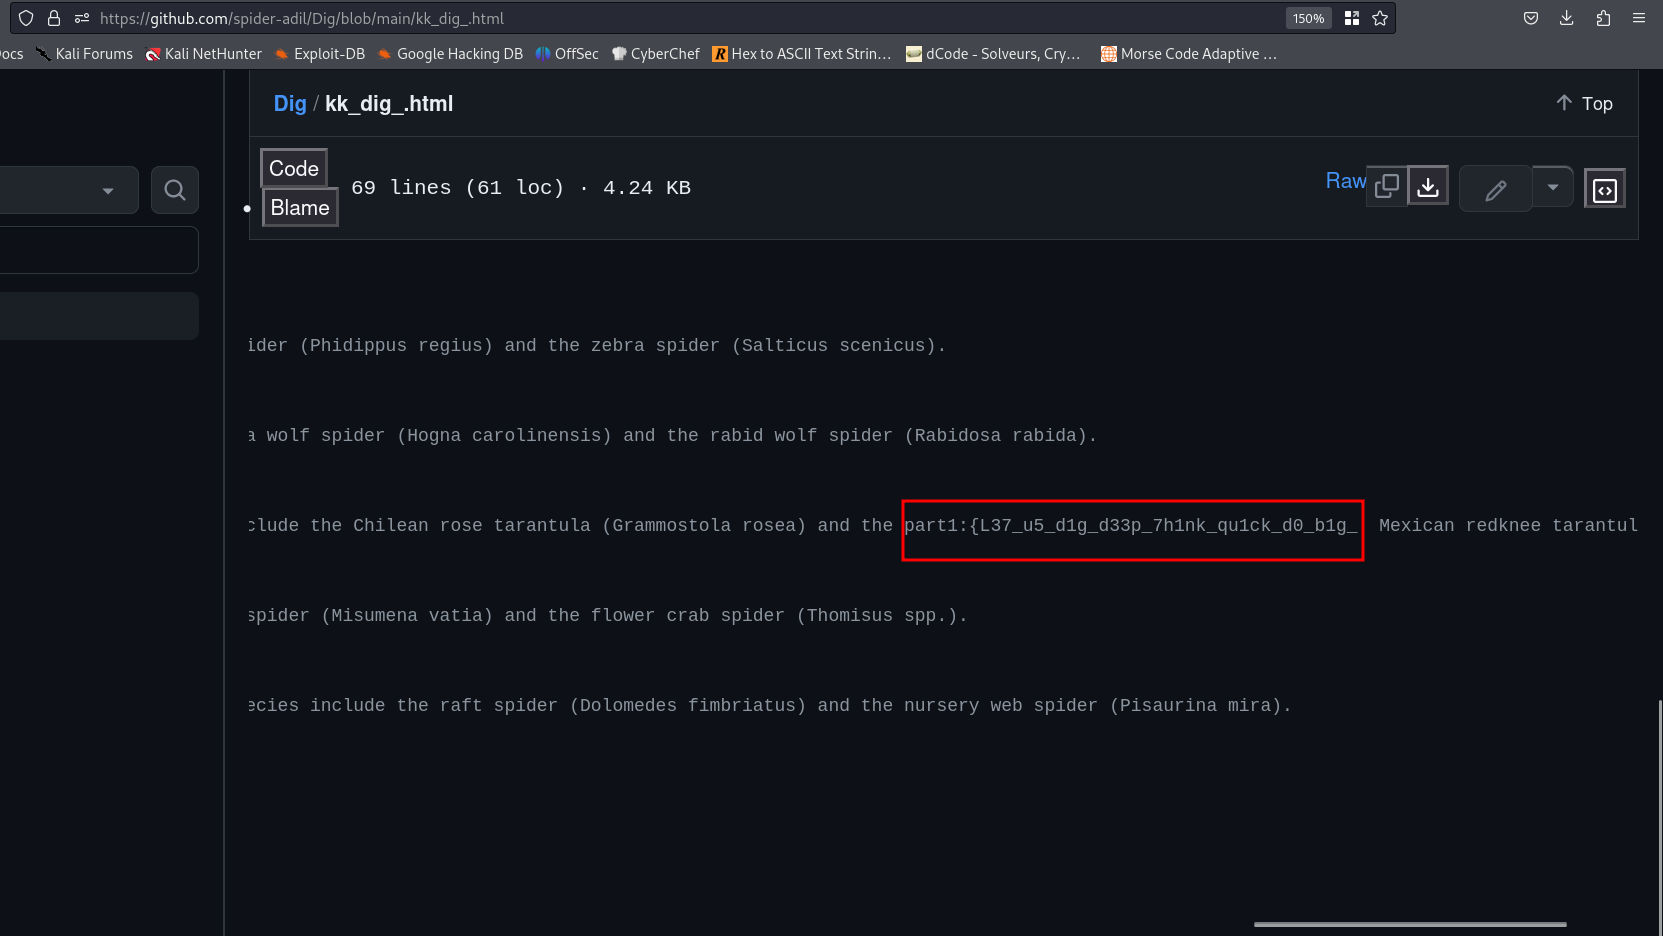 https://github.com/spider-adil/Dig/blob/main/kk_dig_.html
150%
Kali Forums
Kali NetHunter
Exploit-DB
Google Hacking DB
OffSec
CyberChef
Hex to ASCII Text Strin…
dCode - Solveurs, Cry…
Morse Code Adaptive …
Dig / kk_dig_.html
Top
Code
Blame
69 lines (61 loc) · 4.24 KB
Raw
ider (Phidippus regius) and the zebra spider (Salticus scenicus).
a wolf spider (Hogna carolinensis) and the rabid wolf spider (Rabidosa rabida).
clude the Chilean rose tarantula (Grammostola rosea) and the part1:{L37_u5_d1g_d33p_7h1nk_qu1ck_d0_b1g_ Mexican redknee tarantul
spider (Misumena vatia) and the flower crab spider (Thomisus spp.).
ecies include the raft spider (Dolomedes fimbriatus) and the nursery web spider (Pisaurina mira).